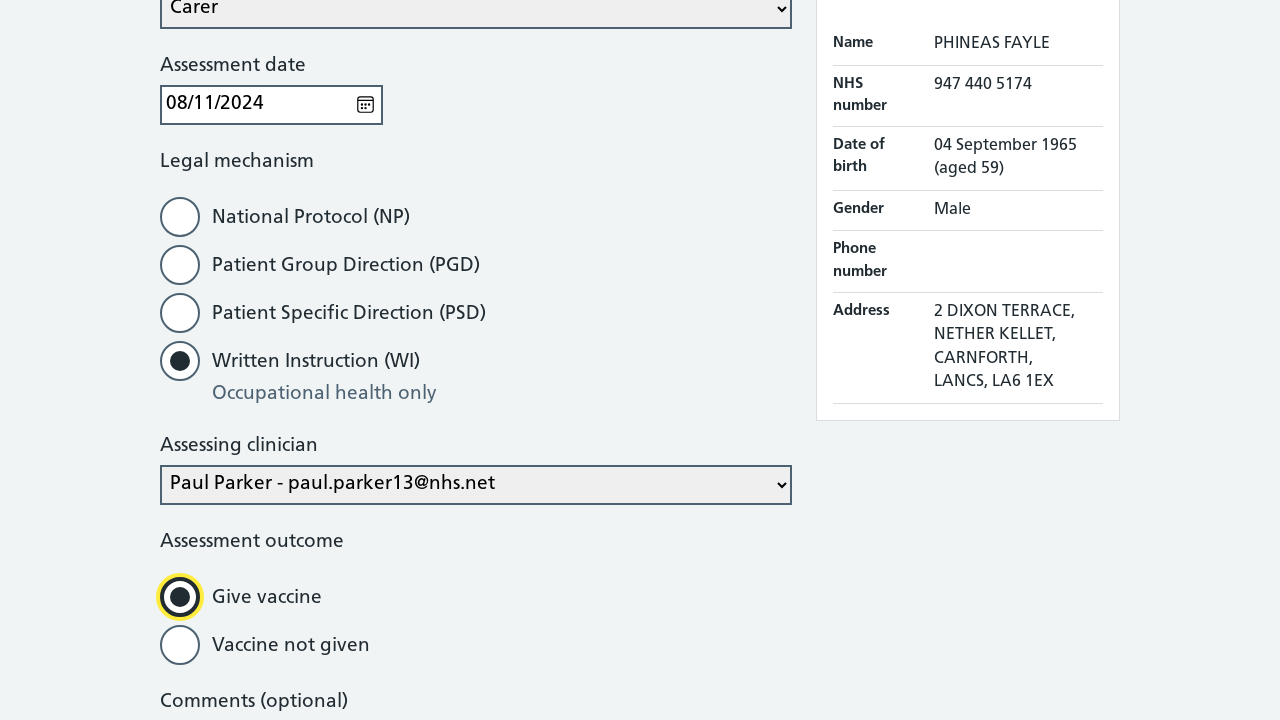 Carer
Assessment date
08/11/2024
Legal mechanism
National Protocol (NP)
Patient Group Direction (PGD)
Patient Specific Direction (PSD)
Written Instruction (WI)
Occupational health only
Assessing clinician
Paul Parker - paul.parker13@nhs.net
Assessment outcome
Give vaccine
Vaccine not given
Comments (optional)
Name PHINEAS FAYLE
NHS number 947 440 5174
Date of birth 04 September 1965 (aged 59)
Gender Male
Phone number
Address 2 DIXON TERRACE,
NETHER KELLET,
CARNFORTH,
LANCS, LA6 1EX